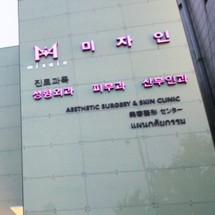 미자인
misein
진료과목
성형외과 피부과 산부인과
AESTHETIC SURGERY & SKIN CLINIC
美容整形 センター
แผนกศัลยกรรม